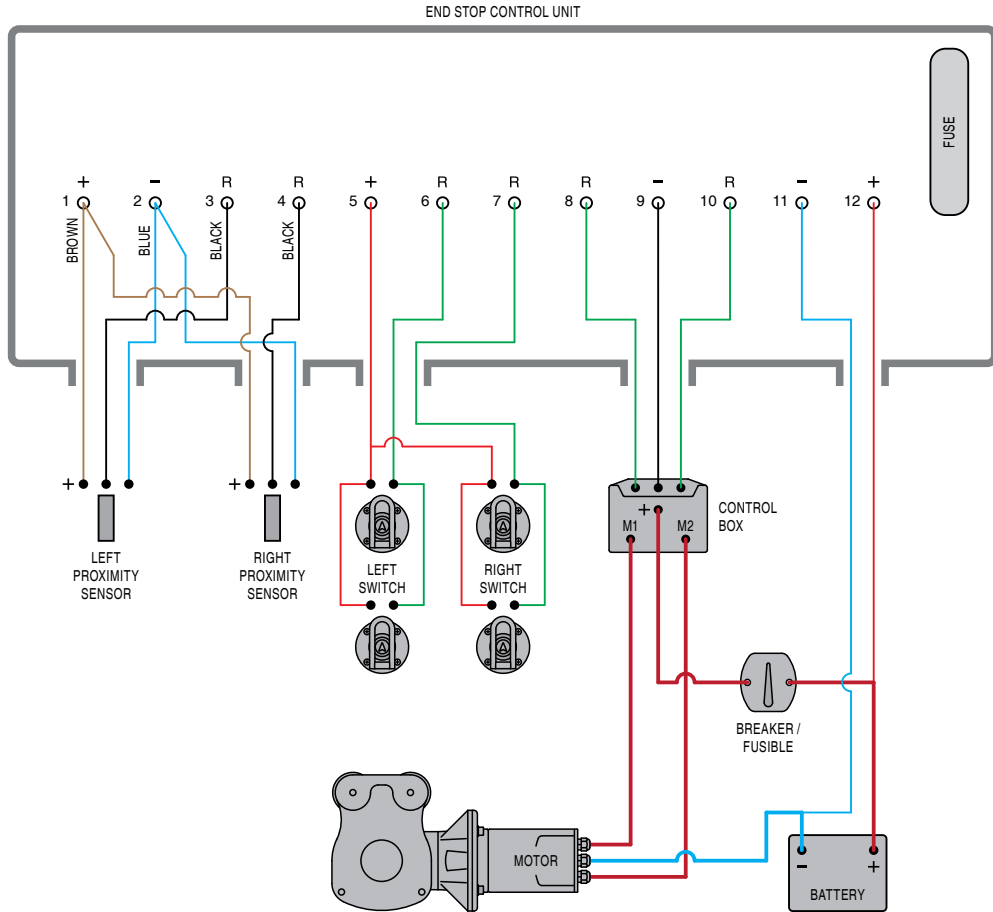 END STOP CONTROL UNIT
FUSE
+ − R R + R R R − R − +
1 2 3 4 5 6 7 8 9 10 11 12
BROWN BLUE BLACK BLACK
+ +
LEFT
PROXIMITY
SENSOR
RIGHT
PROXIMITY
SENSOR
LEFT
SWITCH
RIGHT
SWITCH
+
M1 M2
CONTROL
BOX
BREAKER /
FUSIBLE
MOTOR
− +
BATTERY